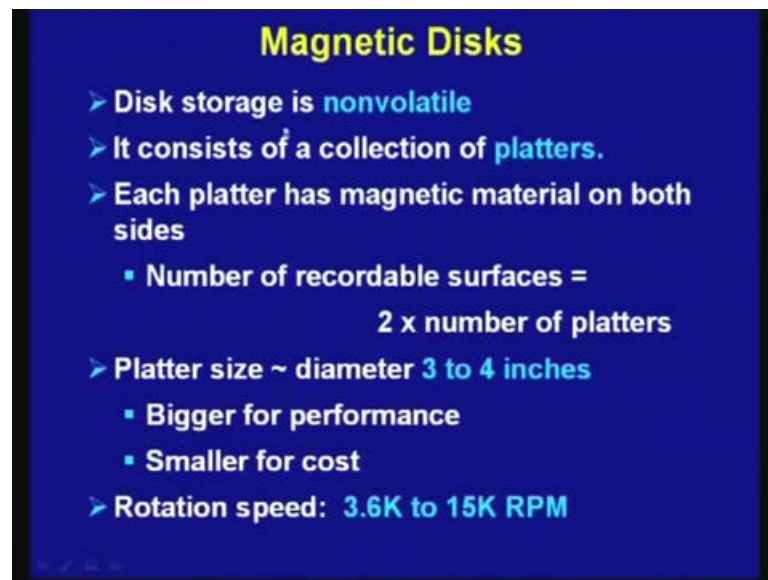 Magnetic Disks
➢ Disk storage is nonvolatile
➢ It consists of a collection of platters.
➢ Each platter has magnetic material on both
sides
▪ Number of recordable surfaces =
2 x number of platters
➢ Platter size ~ diameter 3 to 4 inches
▪ Bigger for performance
▪ Smaller for cost
➢ Rotation speed: 3.6K to 15K RPM